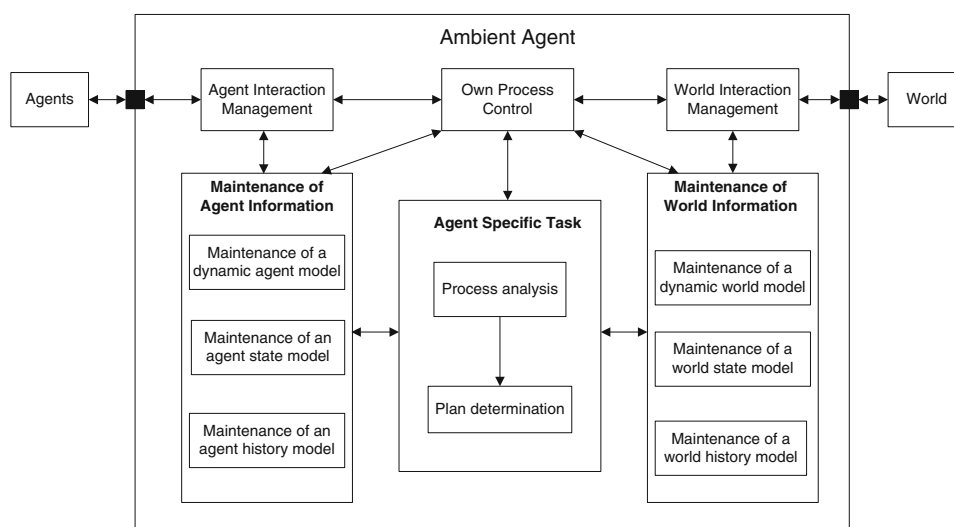 Ambient Agent
Agents
Agent Interaction
Management
Own Process
Control
World Interaction
Management
World
Maintenance of
Agent Information
Maintenance of a
dynamic agent model
Maintenance of an
agent state model
Maintenance of an
agent history model
Agent Specific Task
Process analysis
Plan determination
Maintenance of
World Information
Maintenance of a
dynamic world model
Maintenance of a
world state model
Maintenance of a
world history model